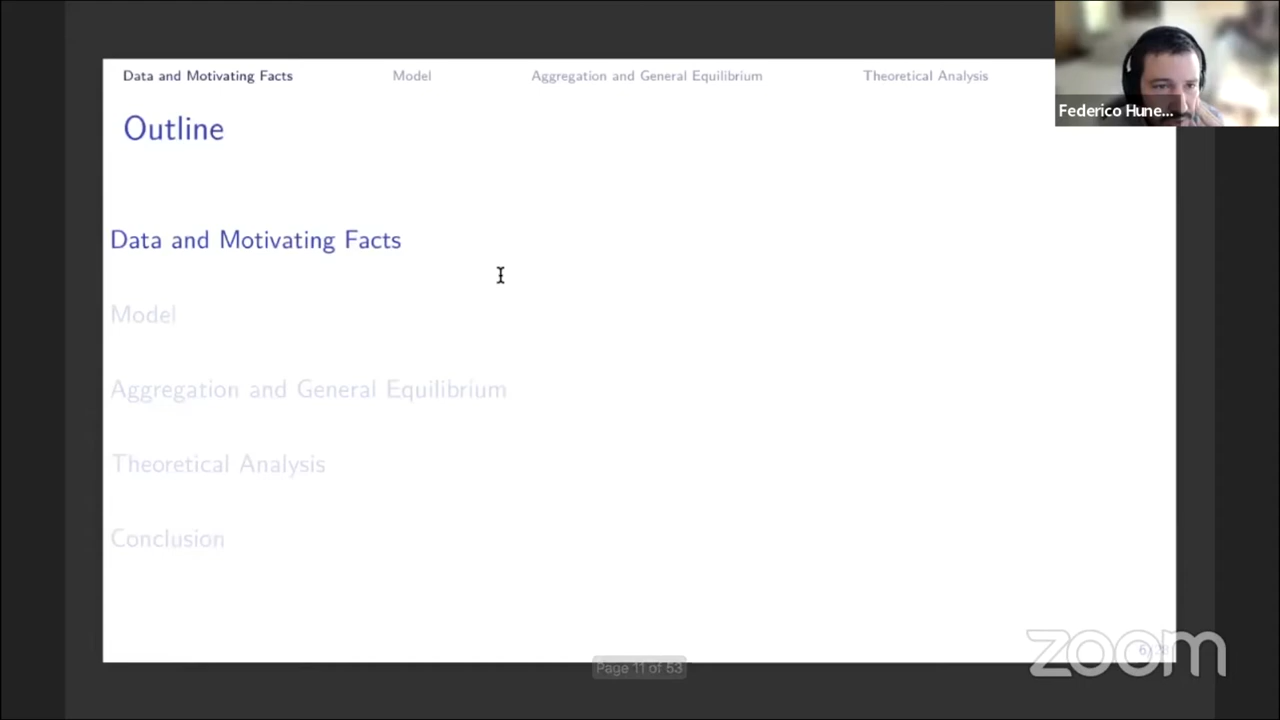 Data and Motivating Facts Model Aggregation and General Equilibrium Theoretical Analysis
Federico Hune...
Outline
Data and Motivating Facts
Model
Aggregation and General Equilibrium
Theoretical Analysis
Conclusion
zoom
Page 11 of 53